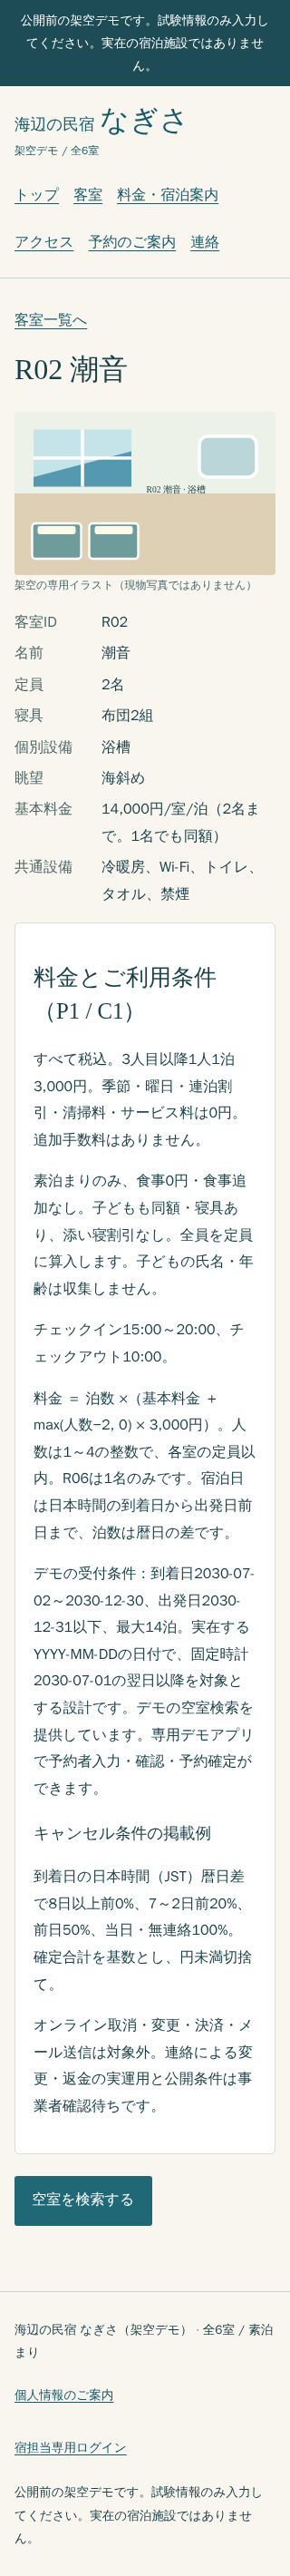 公開前の架空デモです。試験情報のみ入力し
てください。実在の宿泊施設ではありませ
ん。
海辺の民宿 なぎさ
架空デモ / 全6室
トップ 客室 料金・宿泊案内
アクセス 予約のご案内 連絡
客室一覧へ
R02 潮音
R02 潮音 · 浴槽
架空の専用イラスト（現物写真ではありません）
客室ID R02
名前 潮音
定員 2名
寝具 布団2組
個別設備 浴槽
眺望 海斜め
基本料金 14,000円/室/泊（2名ま
で。1名でも同額）
共通設備 冷暖房、Wi-Fi、トイレ、
タオル、禁煙
料金とご利用条件
（P1 / C1）
すべて税込。3人目以降1人1泊
3,000円。季節・曜日・連泊割
引・清掃料・サービス料は0円。
追加手数料はありません。
素泊まりのみ、食事0円・食事追
加なし。子どもも同額・寝具あ
り、添い寝割引なし。全員を定員
に算入します。子どもの氏名・年
齢は収集しません。
チェックイン15:00～20:00、チ
ェックアウト10:00。
料金 ＝ 泊数 ×（基本料金 ＋
max(人数−2, 0) × 3,000円）。人
数は1～4の整数で、各室の定員以
内。R06は1名のみです。宿泊日
は日本時間の到着日から出発日前
日まで、泊数は暦日の差です。
デモの受付条件：到着日2030-07-
02～2030-12-30、出発日2030-
12-31以下、最大14泊。実在する
YYYY-MM-DDの日付で、固定時計
2030-07-01の翌日以降を対象と
する設計です。デモの空室検索を
提供しています。専用デモアプリ
で予約者入力・確認・予約確定が
できます。
キャンセル条件の掲載例
到着日の日本時間（JST）暦日差
で8日以上前0%、7～2日前20%、
前日50%、当日・無連絡100%。
確定合計を基数とし、円未満切捨
て。
オンライン取消・変更・決済・メ
ール送信は対象外。連絡による変
更・返金の実運用と公開条件は事
業者確認待ちです。
空室を検索する
海辺の民宿 なぎさ（架空デモ） · 全6室 / 素泊
まり
個人情報のご案内
宿担当専用ログイン
公開前の架空デモです。試験情報のみ入力し
てください。実在の宿泊施設ではありませ
ん。